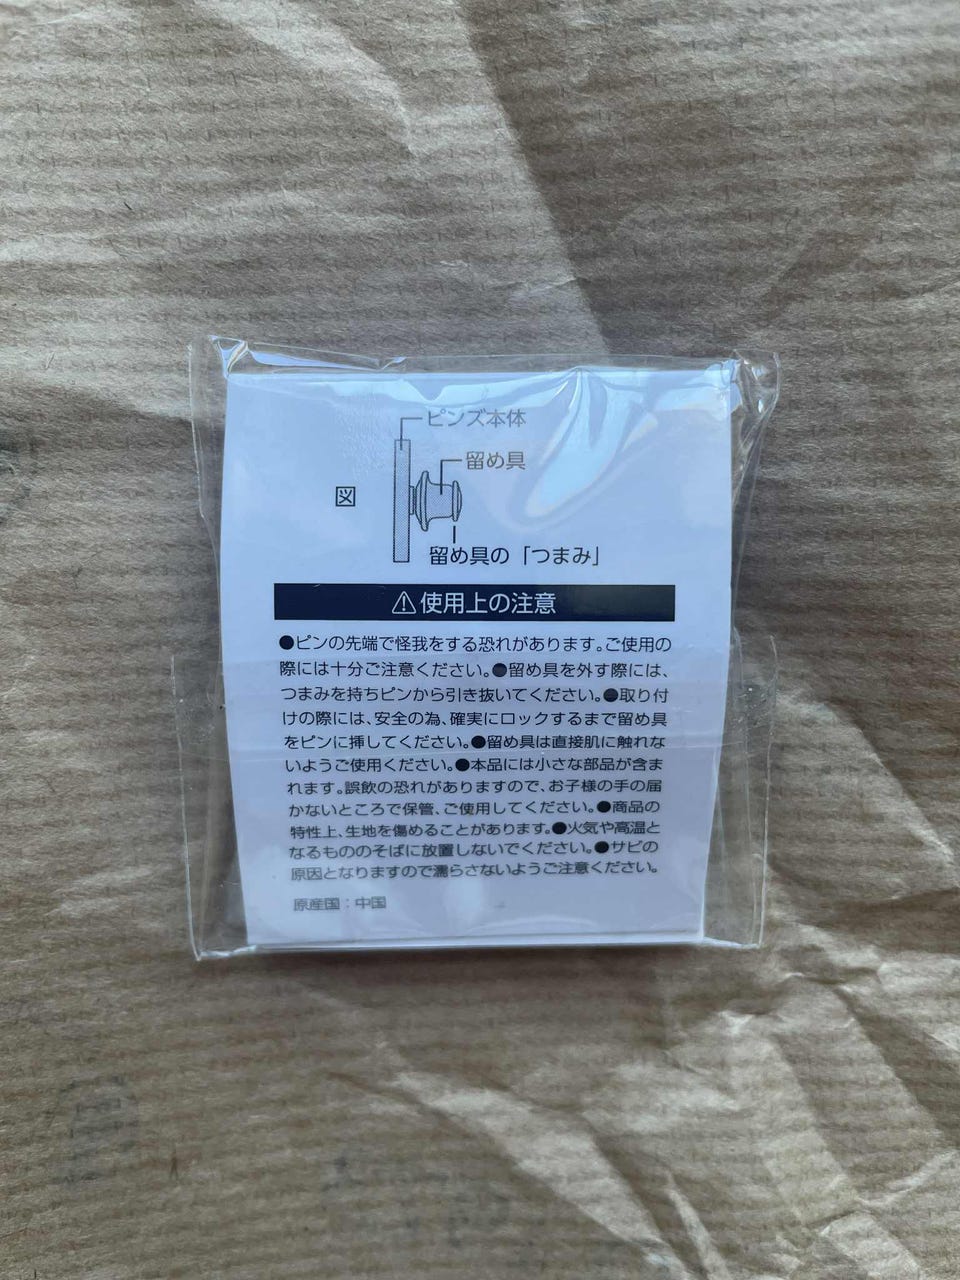 ピンズ本体
留め具
図
留め具の「つまみ」
⚠使用上の注意
●ピンの先端で怪我をする恐れがあります。ご使用の
際には十分ご注意ください。●留め具を外す際には、
つまみを持ちピンから引き抜いてください。●取り付
けの際には、安全の為、確実にロックするまで留め具
をピンに挿してください。●留め具は直接肌に触れな
いようご使用ください。●本品には小さな部品が含ま
れます。誤飲の恐れがありますので、お子様の手の届
かないところで保管、ご使用してください。●商品の
特性上、生地を傷めることがあります。●火気や高温と
なるもののそばに放置しないでください。●サビの
原因となりますので濡らさないようご注意ください。
原産国：中国